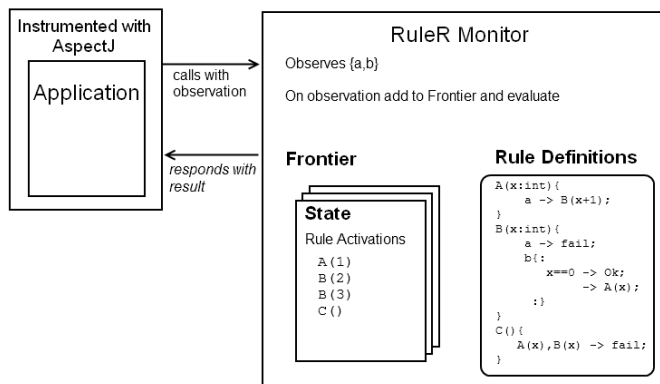 Instrumented with
AspectJ
Application
calls with
observation
responds with
result
RuleR Monitor
Observes {a,b}
On observation add to Frontier and evaluate
Frontier
State
Rule Activations
A(1)
B(2)
B(3)
C()
Rule Definitions
A(x:int){
a -> B(x+1);
}
B(x:int){
a -> fail;
b{:
x==0 -> Ok;
-> A(x);
:}
}
C(){
A(x),B(x) -> fail;
}